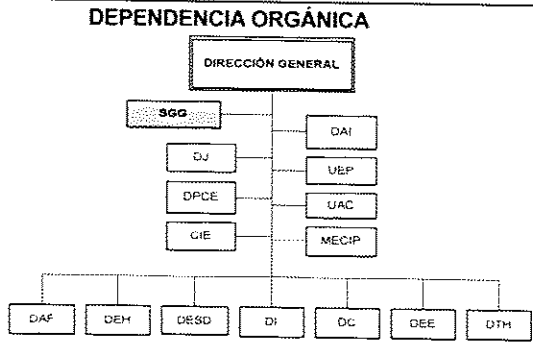 DEPENDENCIA ORGÁNICA
DIRECCIÓN GENERAL
SGG
DAI
DJ
UEP
DPCE
UAC
CIE
MECIP
DAF
DEH
DESD
DI
DC
DEE
DTH